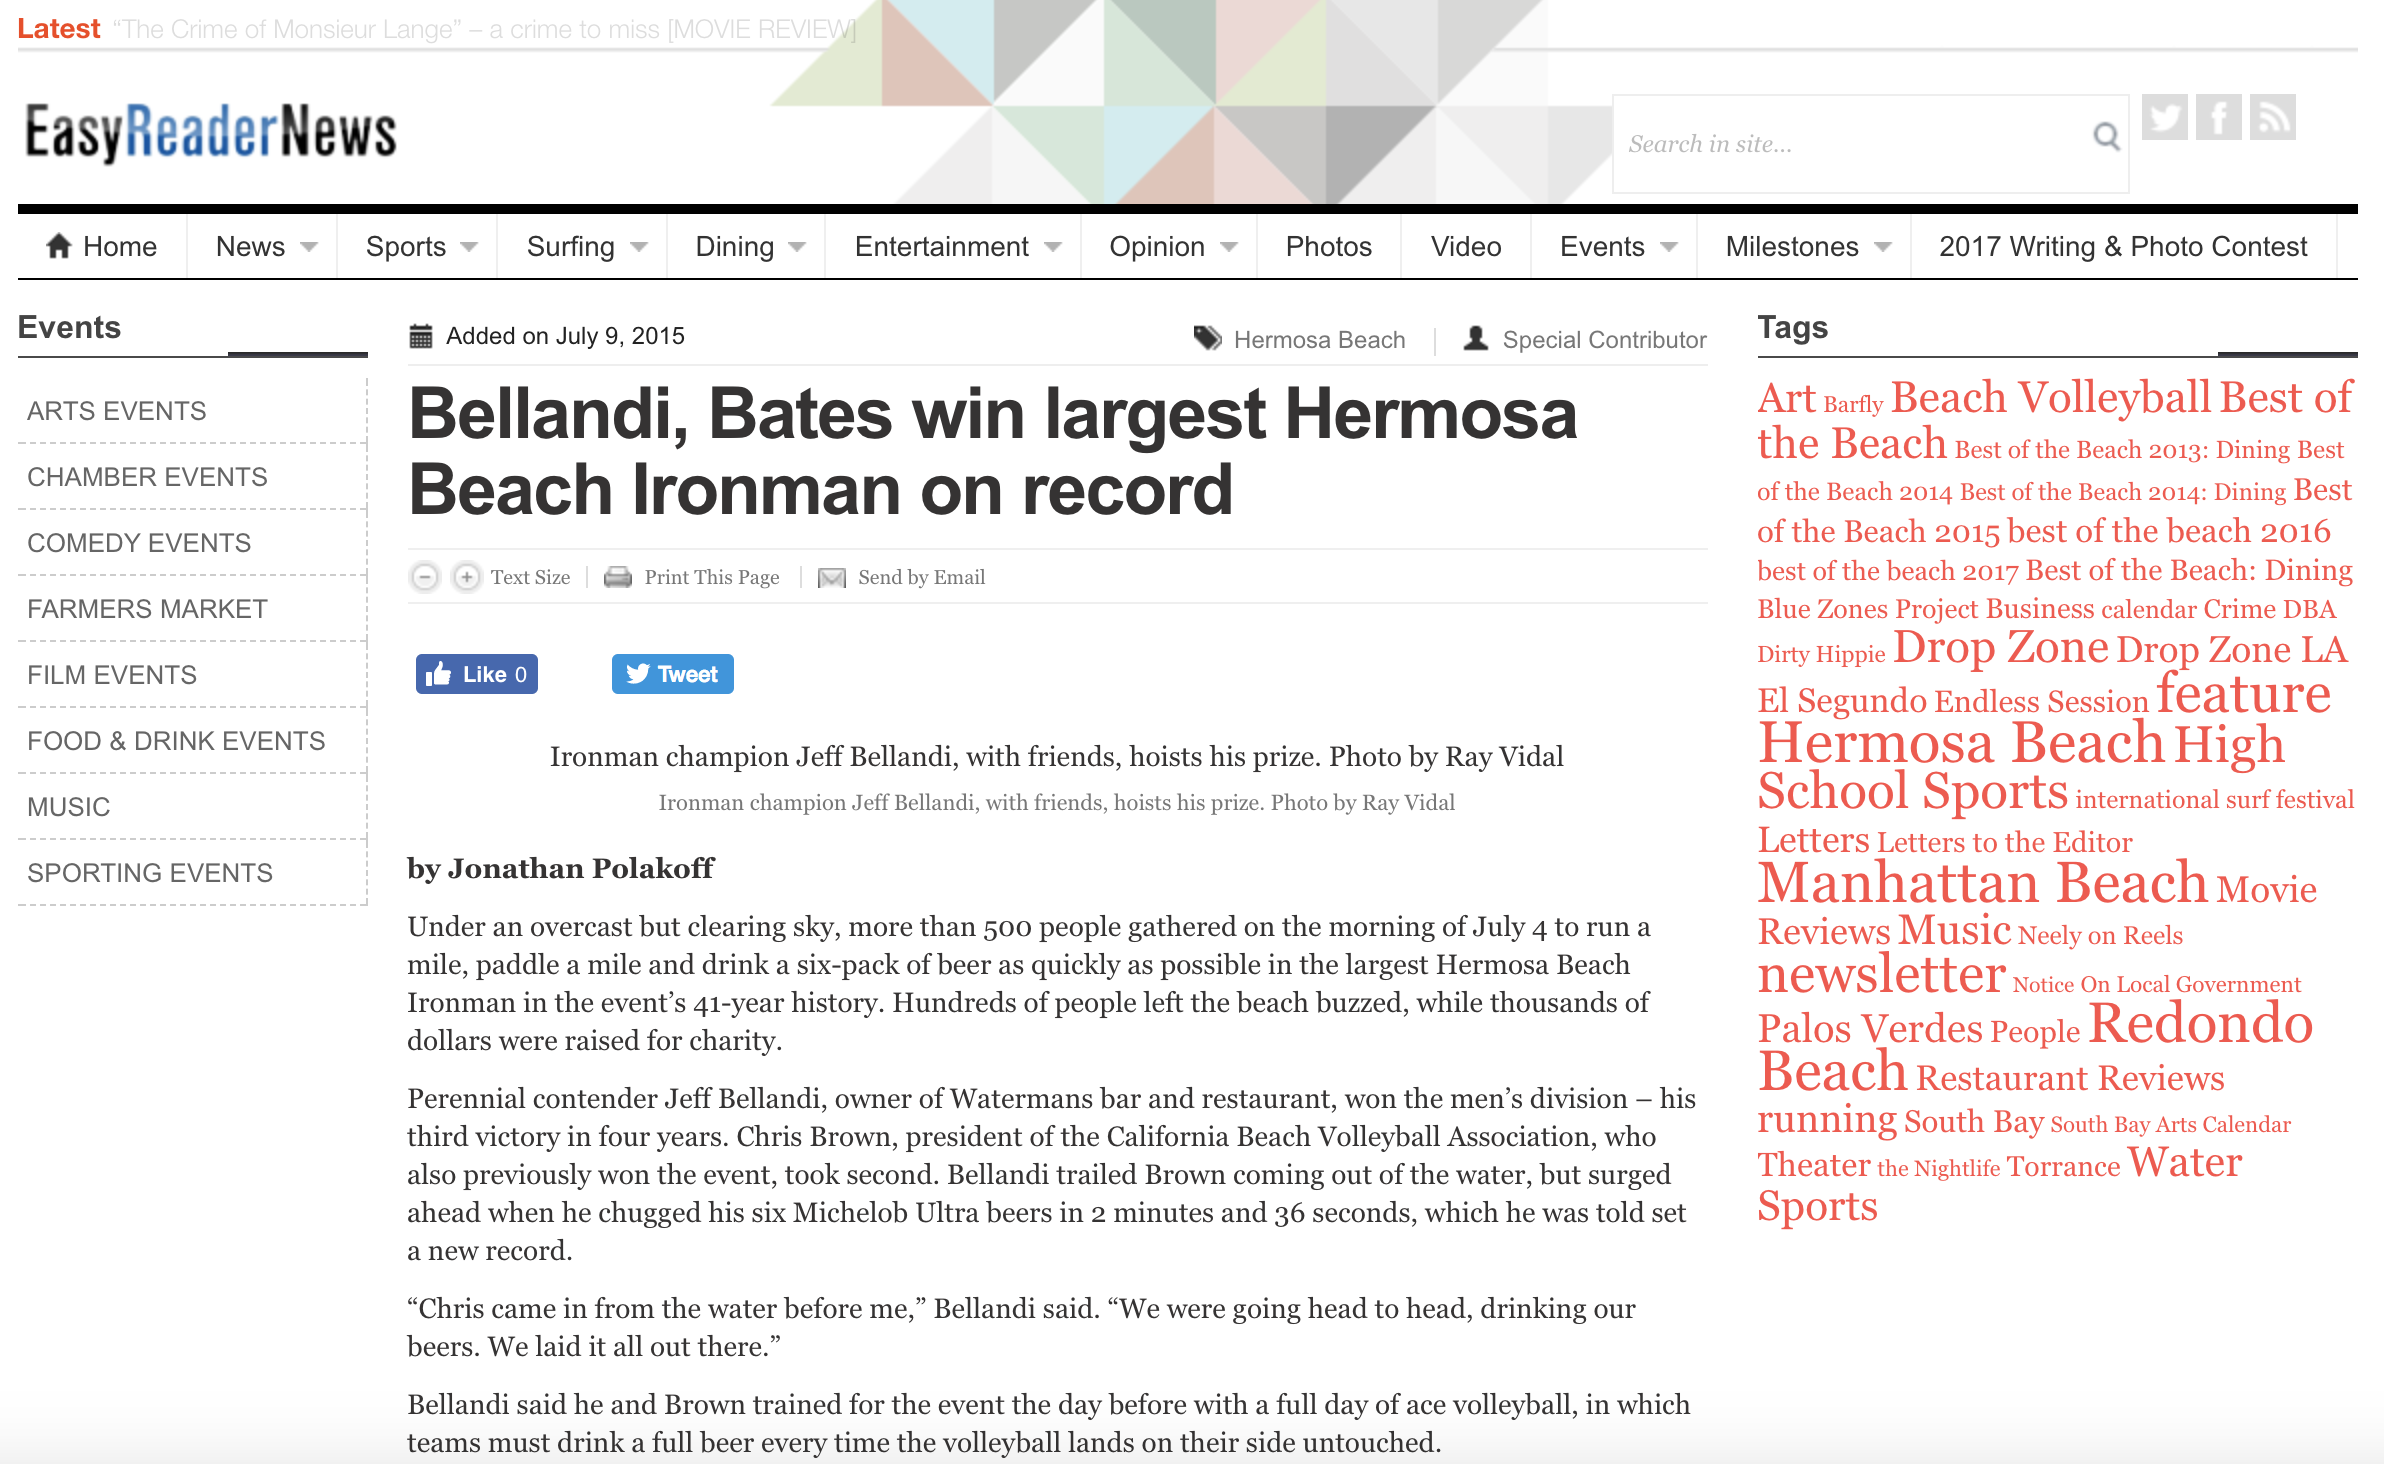 Latest “The Crime of Monsieur Lange” – a crime to miss [MOVIE REVIEW]
EasyReaderNews
Search in site...
Home News Sports Surfing Dining Entertainment Opinion Photos Video Events Milestones 2017 Writing & Photo Contest
Events
ARTS EVENTS
CHAMBER EVENTS
COMEDY EVENTS
FARMERS MARKET
FILM EVENTS
FOOD & DRINK EVENTS
MUSIC
SPORTING EVENTS
Added on July 9, 2015 Hermosa Beach Special Contributor
Bellandi, Bates win largest Hermosa
Beach Ironman on record
Text Size Print This Page Send by Email
Like 0 Tweet
Ironman champion Jeff Bellandi, with friends, hoists his prize. Photo by Ray Vidal
Ironman champion Jeff Bellandi, with friends, hoists his prize. Photo by Ray Vidal
by Jonathan Polakoff
Under an overcast but clearing sky, more than 500 people gathered on the morning of July 4 to run a
mile, paddle a mile and drink a six-pack of beer as quickly as possible in the largest Hermosa Beach
Ironman in the event’s 41-year history. Hundreds of people left the beach buzzed, while thousands of
dollars were raised for charity.
Perennial contender Jeff Bellandi, owner of Watermans bar and restaurant, won the men’s division – his
third victory in four years. Chris Brown, president of the California Beach Volleyball Association, who
also previously won the event, took second. Bellandi trailed Brown coming out of the water, but surged
ahead when he chugged his six Michelob Ultra beers in 2 minutes and 36 seconds, which he was told set
a new record.
“Chris came in from the water before me,” Bellandi said. “We were going head to head, drinking our
beers. We laid it all out there.”
Bellandi said he and Brown trained for the event the day before with a full day of ace volleyball, in which
teams must drink a full beer every time the volleyball lands on their side untouched.
Tags
Art Barfly Beach Volleyball Best of
the Beach Best of the Beach 2013: Dining Best
of the Beach 2014 Best of the Beach 2014: Dining Best
of the Beach 2015 best of the beach 2016
best of the beach 2017 Best of the Beach: Dining
Blue Zones Project Business calendar Crime DBA
Dirty Hippie Drop Zone Drop Zone LA
El Segundo Endless Session feature
Hermosa Beach High
School Sports international surf festival
Letters Letters to the Editor
Manhattan Beach Movie
Reviews Music Neely on Reels
newsletter Notice On Local Government
Palos Verdes People Redondo
Beach Restaurant Reviews
running South Bay South Bay Arts Calendar
Theater the Nightlife Torrance Water
Sports